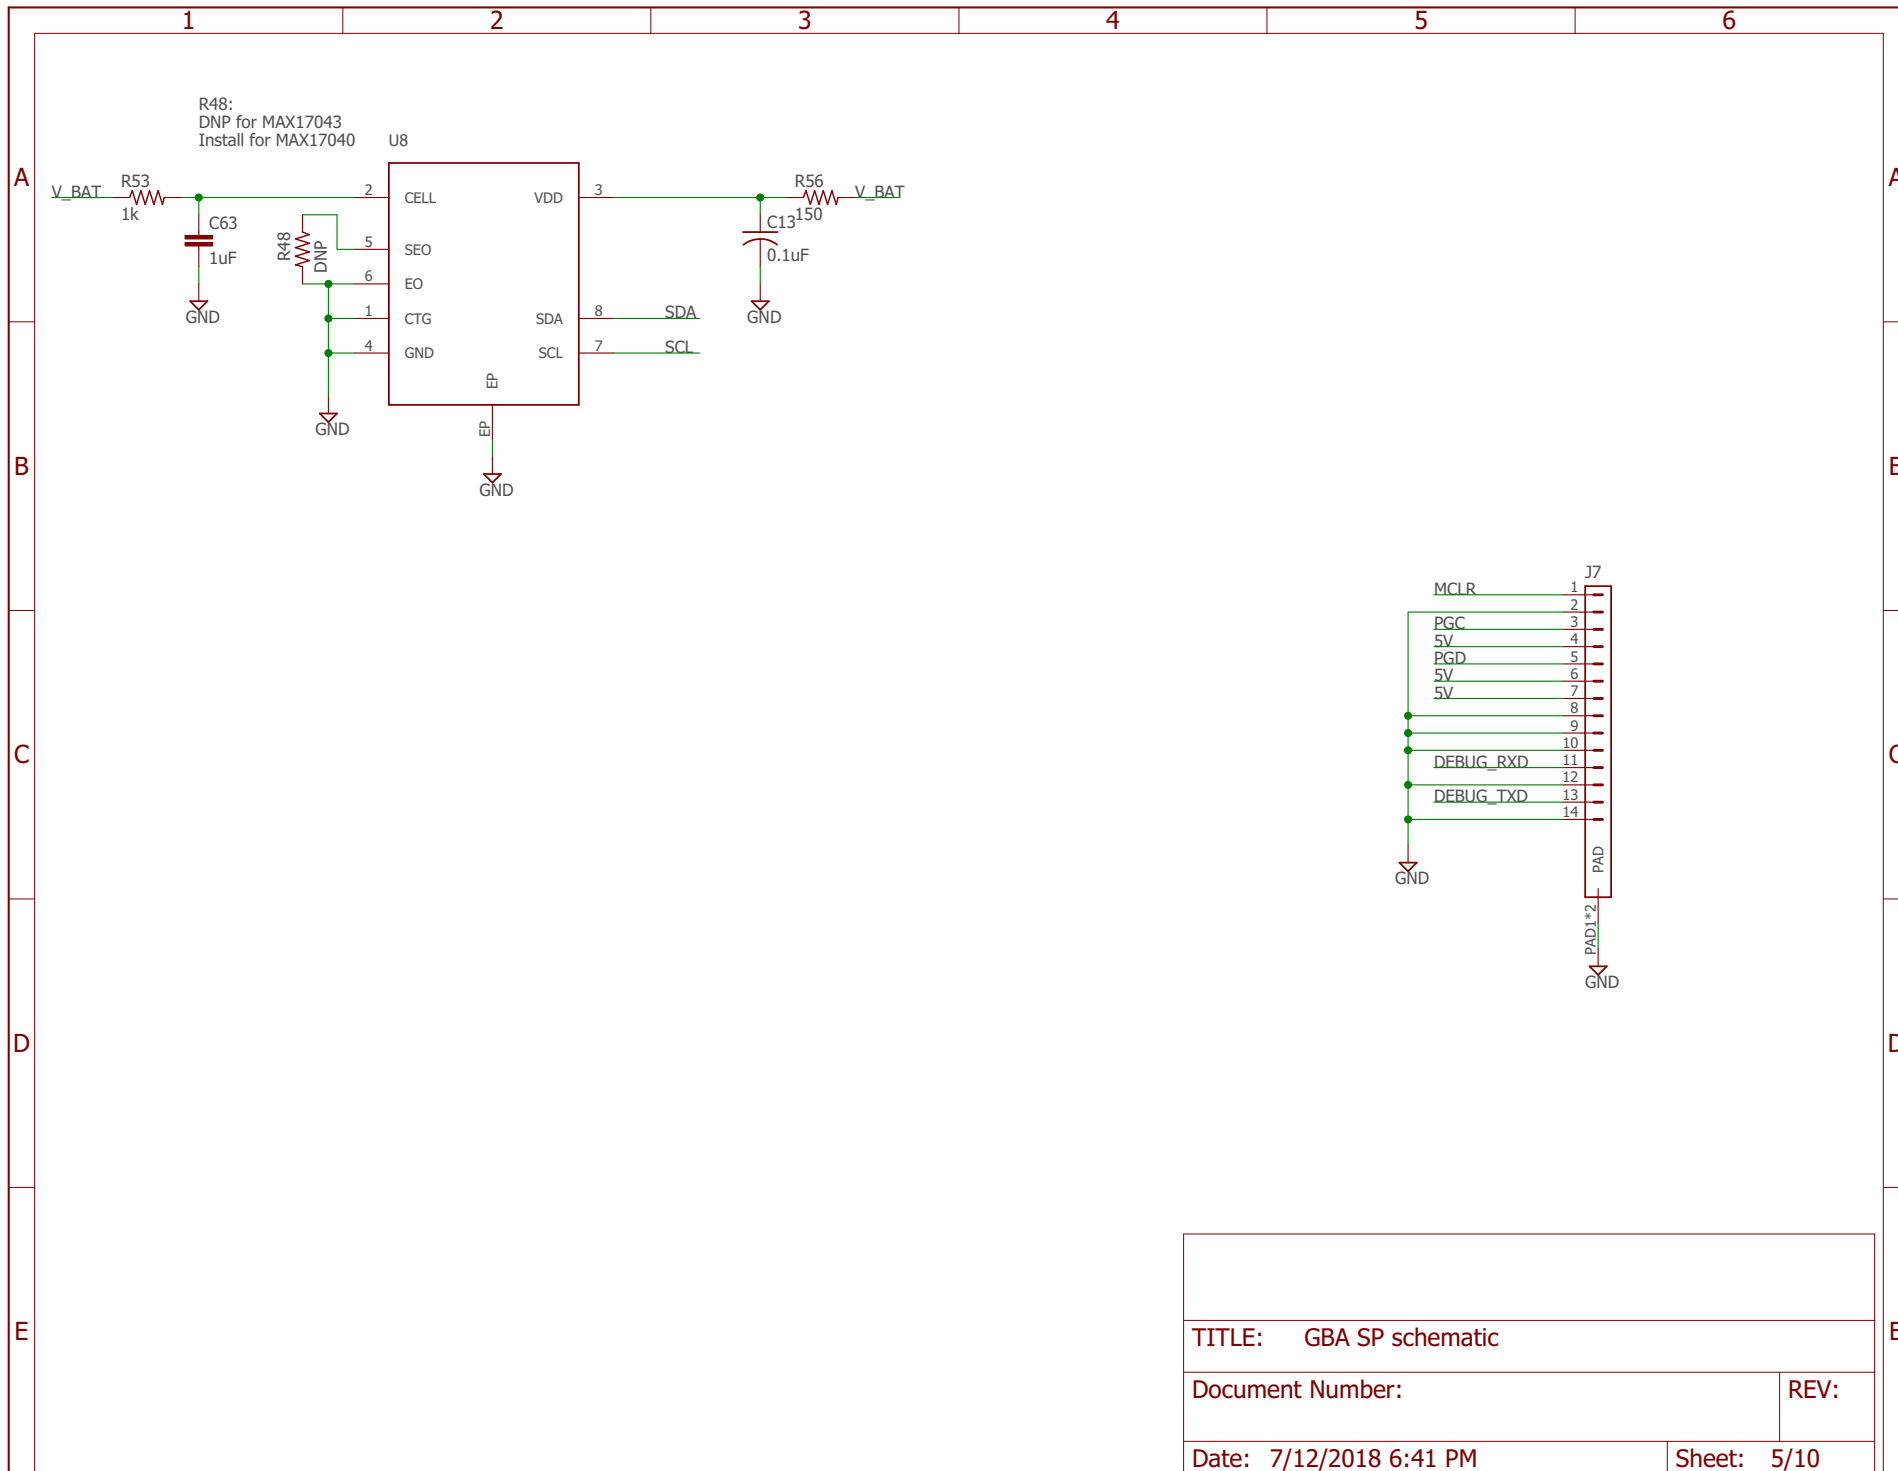 1 2 3 4 5 6
R48:
DNP for MAX17043
Install for MAX17040
U8
A
V_BAT
R53
1k
C63
1uF
GND
R48
DNP
2 CELL
5 SEO
6 EO
1 CTG
4 GND
VDD 3
SDA 8 SDA
SCL 7 SCL
EP
EP
GND
GND
R56
150
V_BAT
C13
0.1uF
GND
A
B
B
J7
MCLR 1
2
PGC 3
5V 4
PGD 5
5V 6
5V 7
8
9
10
DEBUG_RXD 11
12
DEBUG_TXD 13
14
PAD
PAD1*2
GND
GND
C
C
D
D
E
E
TITLE: GBA SP schematic
Document Number:
REV:
Date: 7/12/2018 6:41 PM
Sheet: 5/10